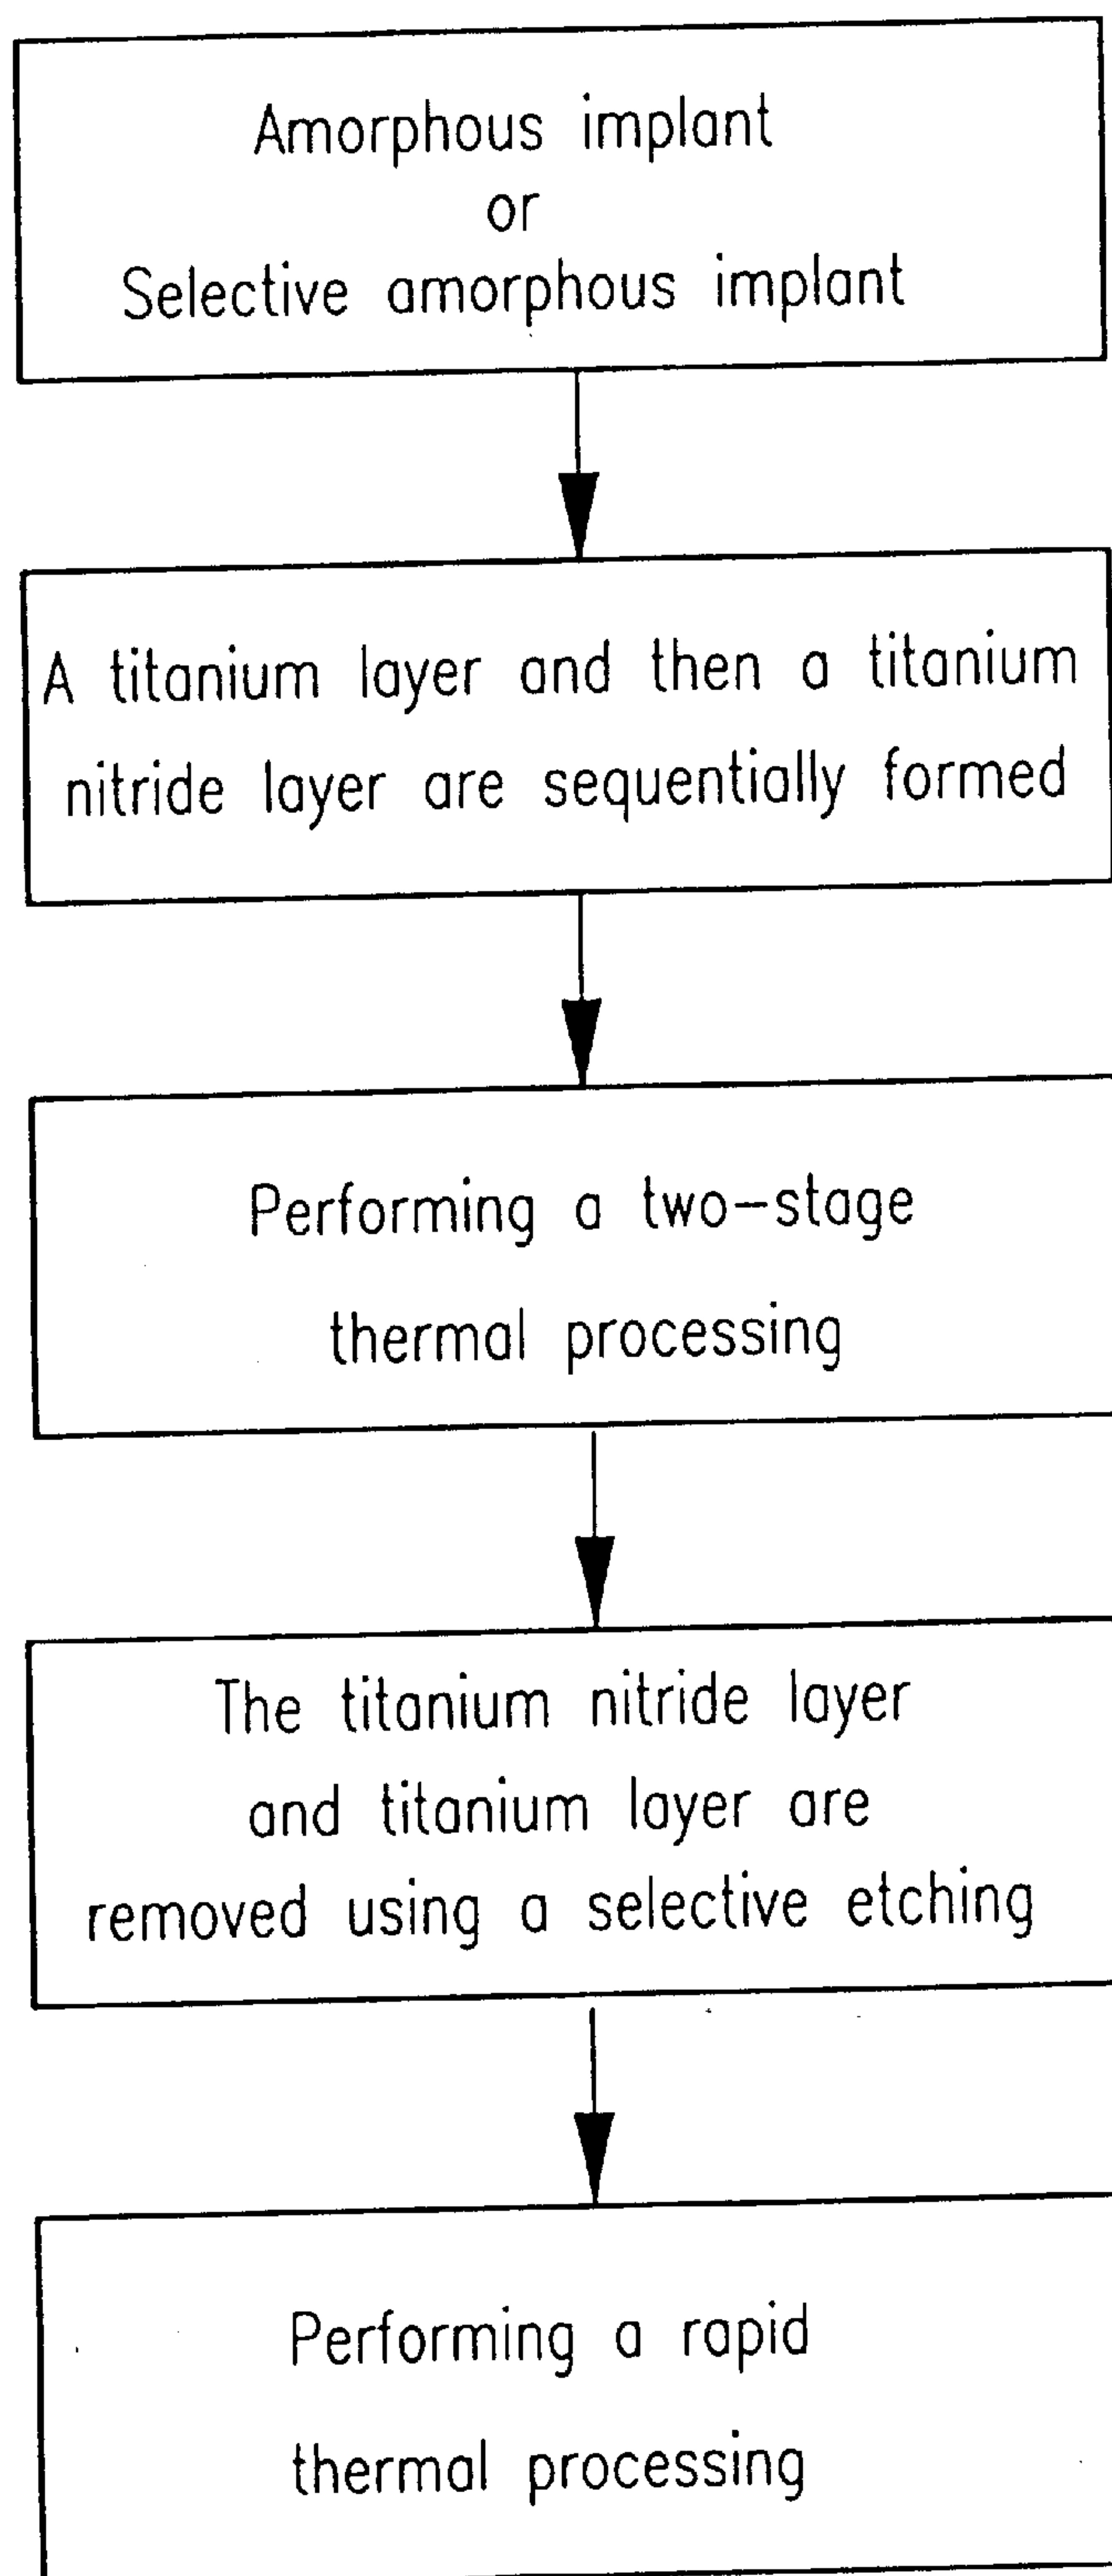 Amorphous implant
or
Selective amorphous implant
A titanium layer and then a titanium
nitride layer are sequentially formed
Performing a two-stage
thermal processing
The titanium nitride layer
and titanium layer are
removed using a selective etching
Performing a rapid
thermal processing